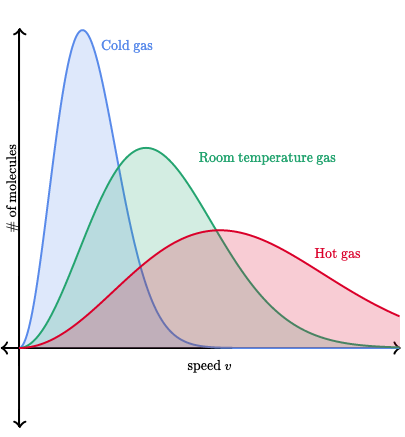 Cold gas
Room temperature gas
Hot gas
# of molecules
speed v